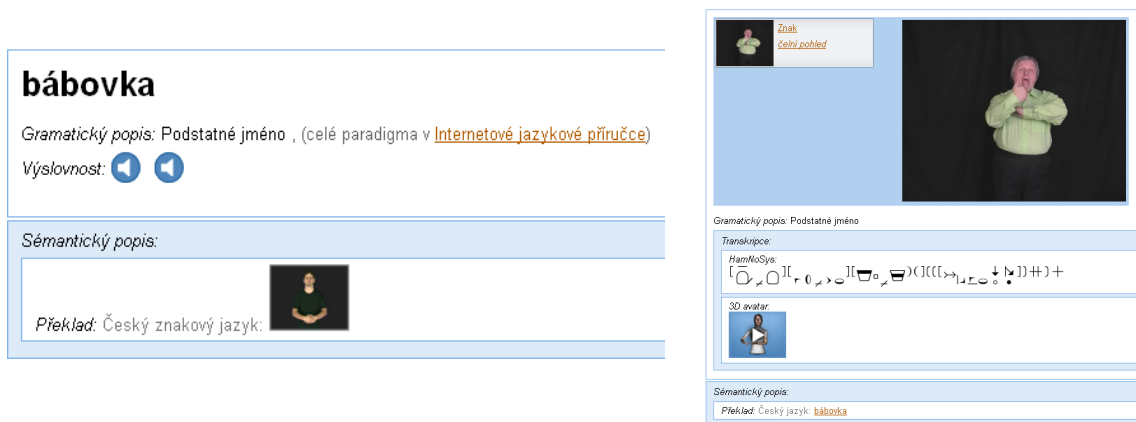 bábovka
Gramatický popis: Podstatné jméno , (celé paradigma v Internetové jazykové příručce)
Výslovnost:
Sémantický popis:
Překlad: Český znakový jazyk:
Znak
čelní pohled
Gramatický popis: Podstatné jméno
Transkripce:
HamNoSys:
3D avatar:
Sémantický popis:
Překlad: Český jazyk: bábovka